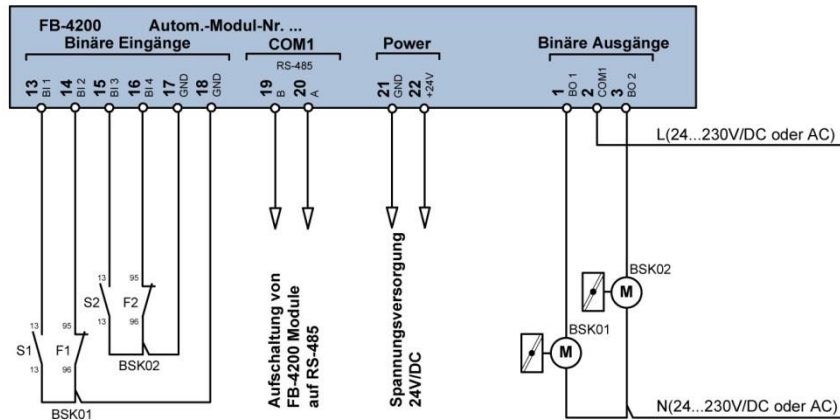 FB-4200 Autom.-Modul-Nr. ...
Binäre Eingänge COM1 Power Binäre Ausgänge
RS-485
13 BI 1
14 BI 2
15 BI 3
16 BI 4
17 GND
18 GND
19 B
20 A
21 GND
22 +24V
1 BO 1
2 COM1
3 BO 2
L(24...230V/DC oder AC)
13 95
S2 F2
13 96
BSK02
13 95
S1 F1
13 96
BSK01
Aufschaltung von
FB-4200 Module
auf RS-485
Spannungsversorgung
24V/DC
BSK02
M
BSK01
M
N(24...230V/DC oder AC)